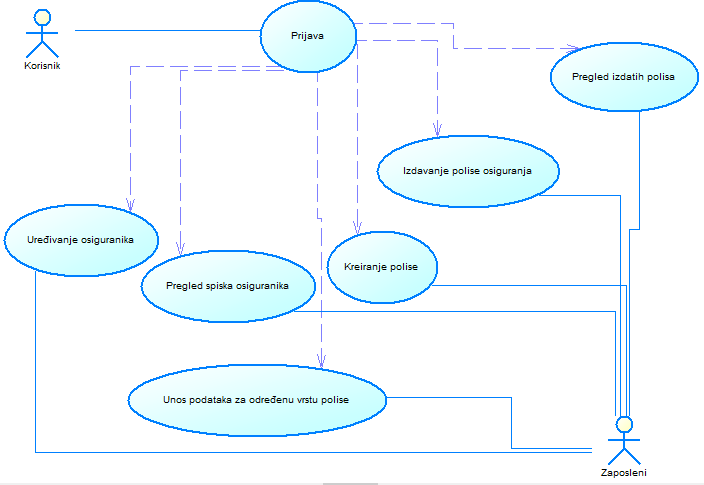 Korisnik
Prijava
Pregled izdatih polisa
Izdavanje polise osiguranja
Uređivanje osiguranika
Pregled spiska osiguranika
Kreiranje polise
Unos podataka za određenu vrstu polise
Zaposleni